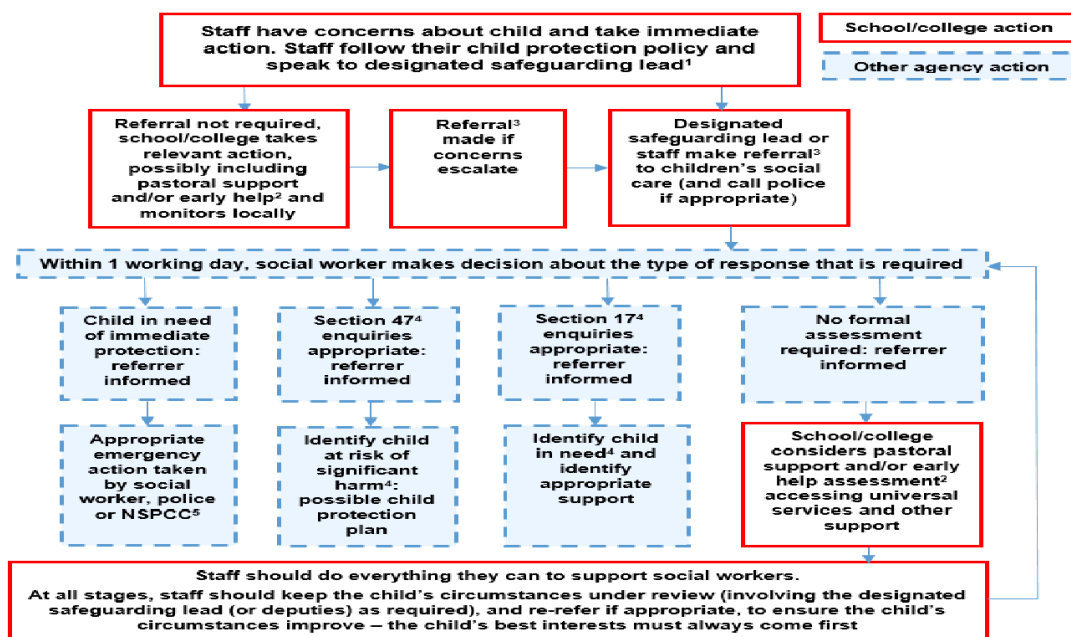 Staff have concerns about child and take immediate
action. Staff follow their child protection policy and
speak to designated safeguarding lead¹
School/college action
Other agency action
Referral not required,
school/college takes
relevant action,
possibly including
pastoral support
and/or early help² and
monitors locally
Referral³
made if
concerns
escalate
Designated
safeguarding lead or
staff make referral³
to children’s social
care (and call police
if appropriate)
Within 1 working day, social worker makes decision about the type of response that is required
Child in need
of immediate
protection:
referrer
informed
Section 47⁴
enquiries
appropriate:
referrer
informed
Section 17⁴
enquiries
appropriate:
referrer
informed
No formal
assessment
required: referrer
informed
Appropriate
emergency
action taken
by social
worker, police
or NSPCC⁵
Identify child
at risk of
significant
harm⁴:
possible child
protection
plan
Identify child
in need⁴ and
identify
appropriate
support
School/college
considers pastoral
support and/or early
help assessment²
accessing universal
services and other
support
Staff should do everything they can to support social workers.
At all stages, staff should keep the child’s circumstances under review (involving the designated
safeguarding lead (or deputies) as required), and re-refer if appropriate, to ensure the child’s
circumstances improve – the child’s best interests must always come first